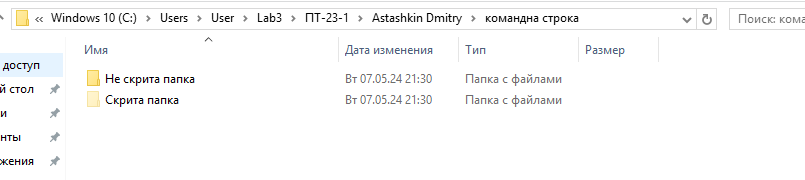 « Windows 10 (C:) > Users > User > Lab3 > ПТ-23-1 > Astashkin Dmitry > командна строка
Поиск: кома
Имя Дата изменения Тип Размер
доступ
Не скрита папка Вт 07.05.24 21:30 Папка с файлами
й стол
Скрита папка Вт 07.05.24 21:30 Папка с файлами
и
нты
жения